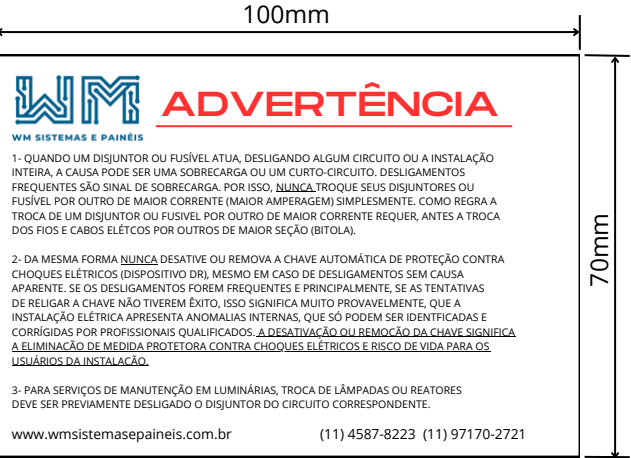 100mm
WM
ADVERTÊNCIA
WM SISTEMAS E PAINÉIS
1- QUANDO UM DISJUNTOR OU FUSÍVEL ATUA, DESLIGANDO ALGUM CIRCUITO OU A INSTALAÇÃO
INTEIRA, A CAUSA PODE SER UMA SOBRECARGA OU UM CURTO-CIRCUITO. DESLIGAMENTOS
FREQUENTES SÃO SINAL DE SOBRECARGA. POR ISSO, NUNCA TROQUE SEUS DISJUNTORES OU
FUSÍVEL POR OUTRO DE MAIOR CORRENTE (MAIOR AMPERAGEM) SIMPLESMENTE. COMO REGRA A
TROCA DE UM DISJUNTOR OU FUSIVEL POR OUTRO DE MAIOR CORRENTE REQUER, ANTES A TROCA
DOS FIOS E CABOS ELÉTCOS POR OUTROS DE MAIOR SEÇÃO (BITOLA).
2- DA MESMA FORMA NUNCA DESATIVE OU REMOVA A CHAVE AUTOMÁTICA DE PROTEÇÃO CONTRA
CHOQUES ELÉTRICOS (DISPOSITIVO DR), MESMO EM CASO DE DESLIGAMENTOS SEM CAUSA
APARENTE. SE OS DESLIGAMENTOS FOREM FREQUENTES E PRINCIPALMENTE, SE AS TENTATIVAS
DE RELIGAR A CHAVE NÃO TIVEREM ÊXITO, ISSO SIGNIFICA MUITO PROVAVELMENTE, QUE A
INSTALAÇÃO ELÉTRICA APRESENTA ANOMALIAS INTERNAS, QUE SÓ PODEM SER IDENTFICADAS E
CORRÍGIDAS POR PROFISSIONAIS QUALIFICADOS. A DESATIVAÇÃO OU REMOÇÃO DA CHAVE SIGNIFICA
A ELIMINAÇÃO DE MEDIDA PROTETORA CONTRA CHOQUES ELÉTRICOS E RISCO DE VIDA PARA OS
USUÁRIOS DA INSTALAÇÃO.
3- PARA SERVIÇOS DE MANUTENÇÃO EM LUMINÁRIAS, TROCA DE LÂMPADAS OU REATORES
DEVE SER PREVIAMENTE DESLIGADO O DISJUNTOR DO CIRCUITO CORRESPONDENTE.
www.wmsistemasepaineis.com.br (11) 4587-8223 (11) 97170-2721
70mm